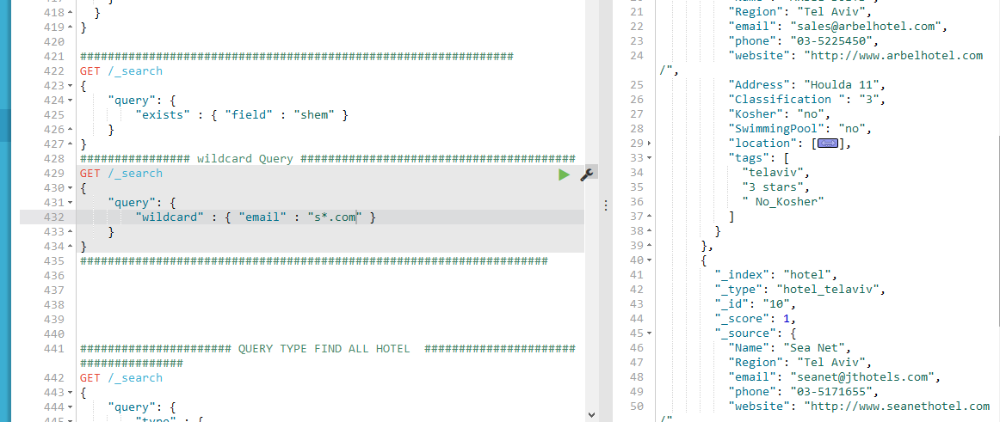 417 }
418 }
419 }
420
421 ###############################################################
422 GET /_search
423 {
424 "query": {
425 "exists" : { "field" : "shem" }
426 }
427 }
428 ################ wildcard Query ########################################
429 GET /_search
430 {
431 "query": {
432 "wildcard" : { "email" : "s*.com" }
433 }
434 }
435 ####################################################################
436
437
438
439
440
441 ###################### QUERY TYPE FIND ALL HOTEL ######################
###############
442 GET /_search
443 {
444 "query": {
445 "type" : {
21 "Region": "Tel Aviv",
22 "email": "sales@arbelhotel.com",
23 "phone": "03-5225450",
24 "website": "http://www.arbelhotel.com
/",
25 "Address": "Houlda 11",
26 "Classification ": "3",
27 "Kosher": "no",
28 "SwimmingPool": "no",
29 "location": [],
33 "tags": [
34 "telaviv",
35 "3 stars",
36 " No_Kosher"
37 ]
38 }
39 },
40 {
41 "_index": "hotel",
42 "_type": "hotel_telaviv",
43 "_id": "10",
44 "_score": 1,
45 "_source": {
46 "Name": "Sea Net",
47 "Region": "Tel Aviv",
48 "email": "seanet@jthotels.com",
49 "phone": "03-5171655",
50 "website": "http://www.seanethotel.com
/"